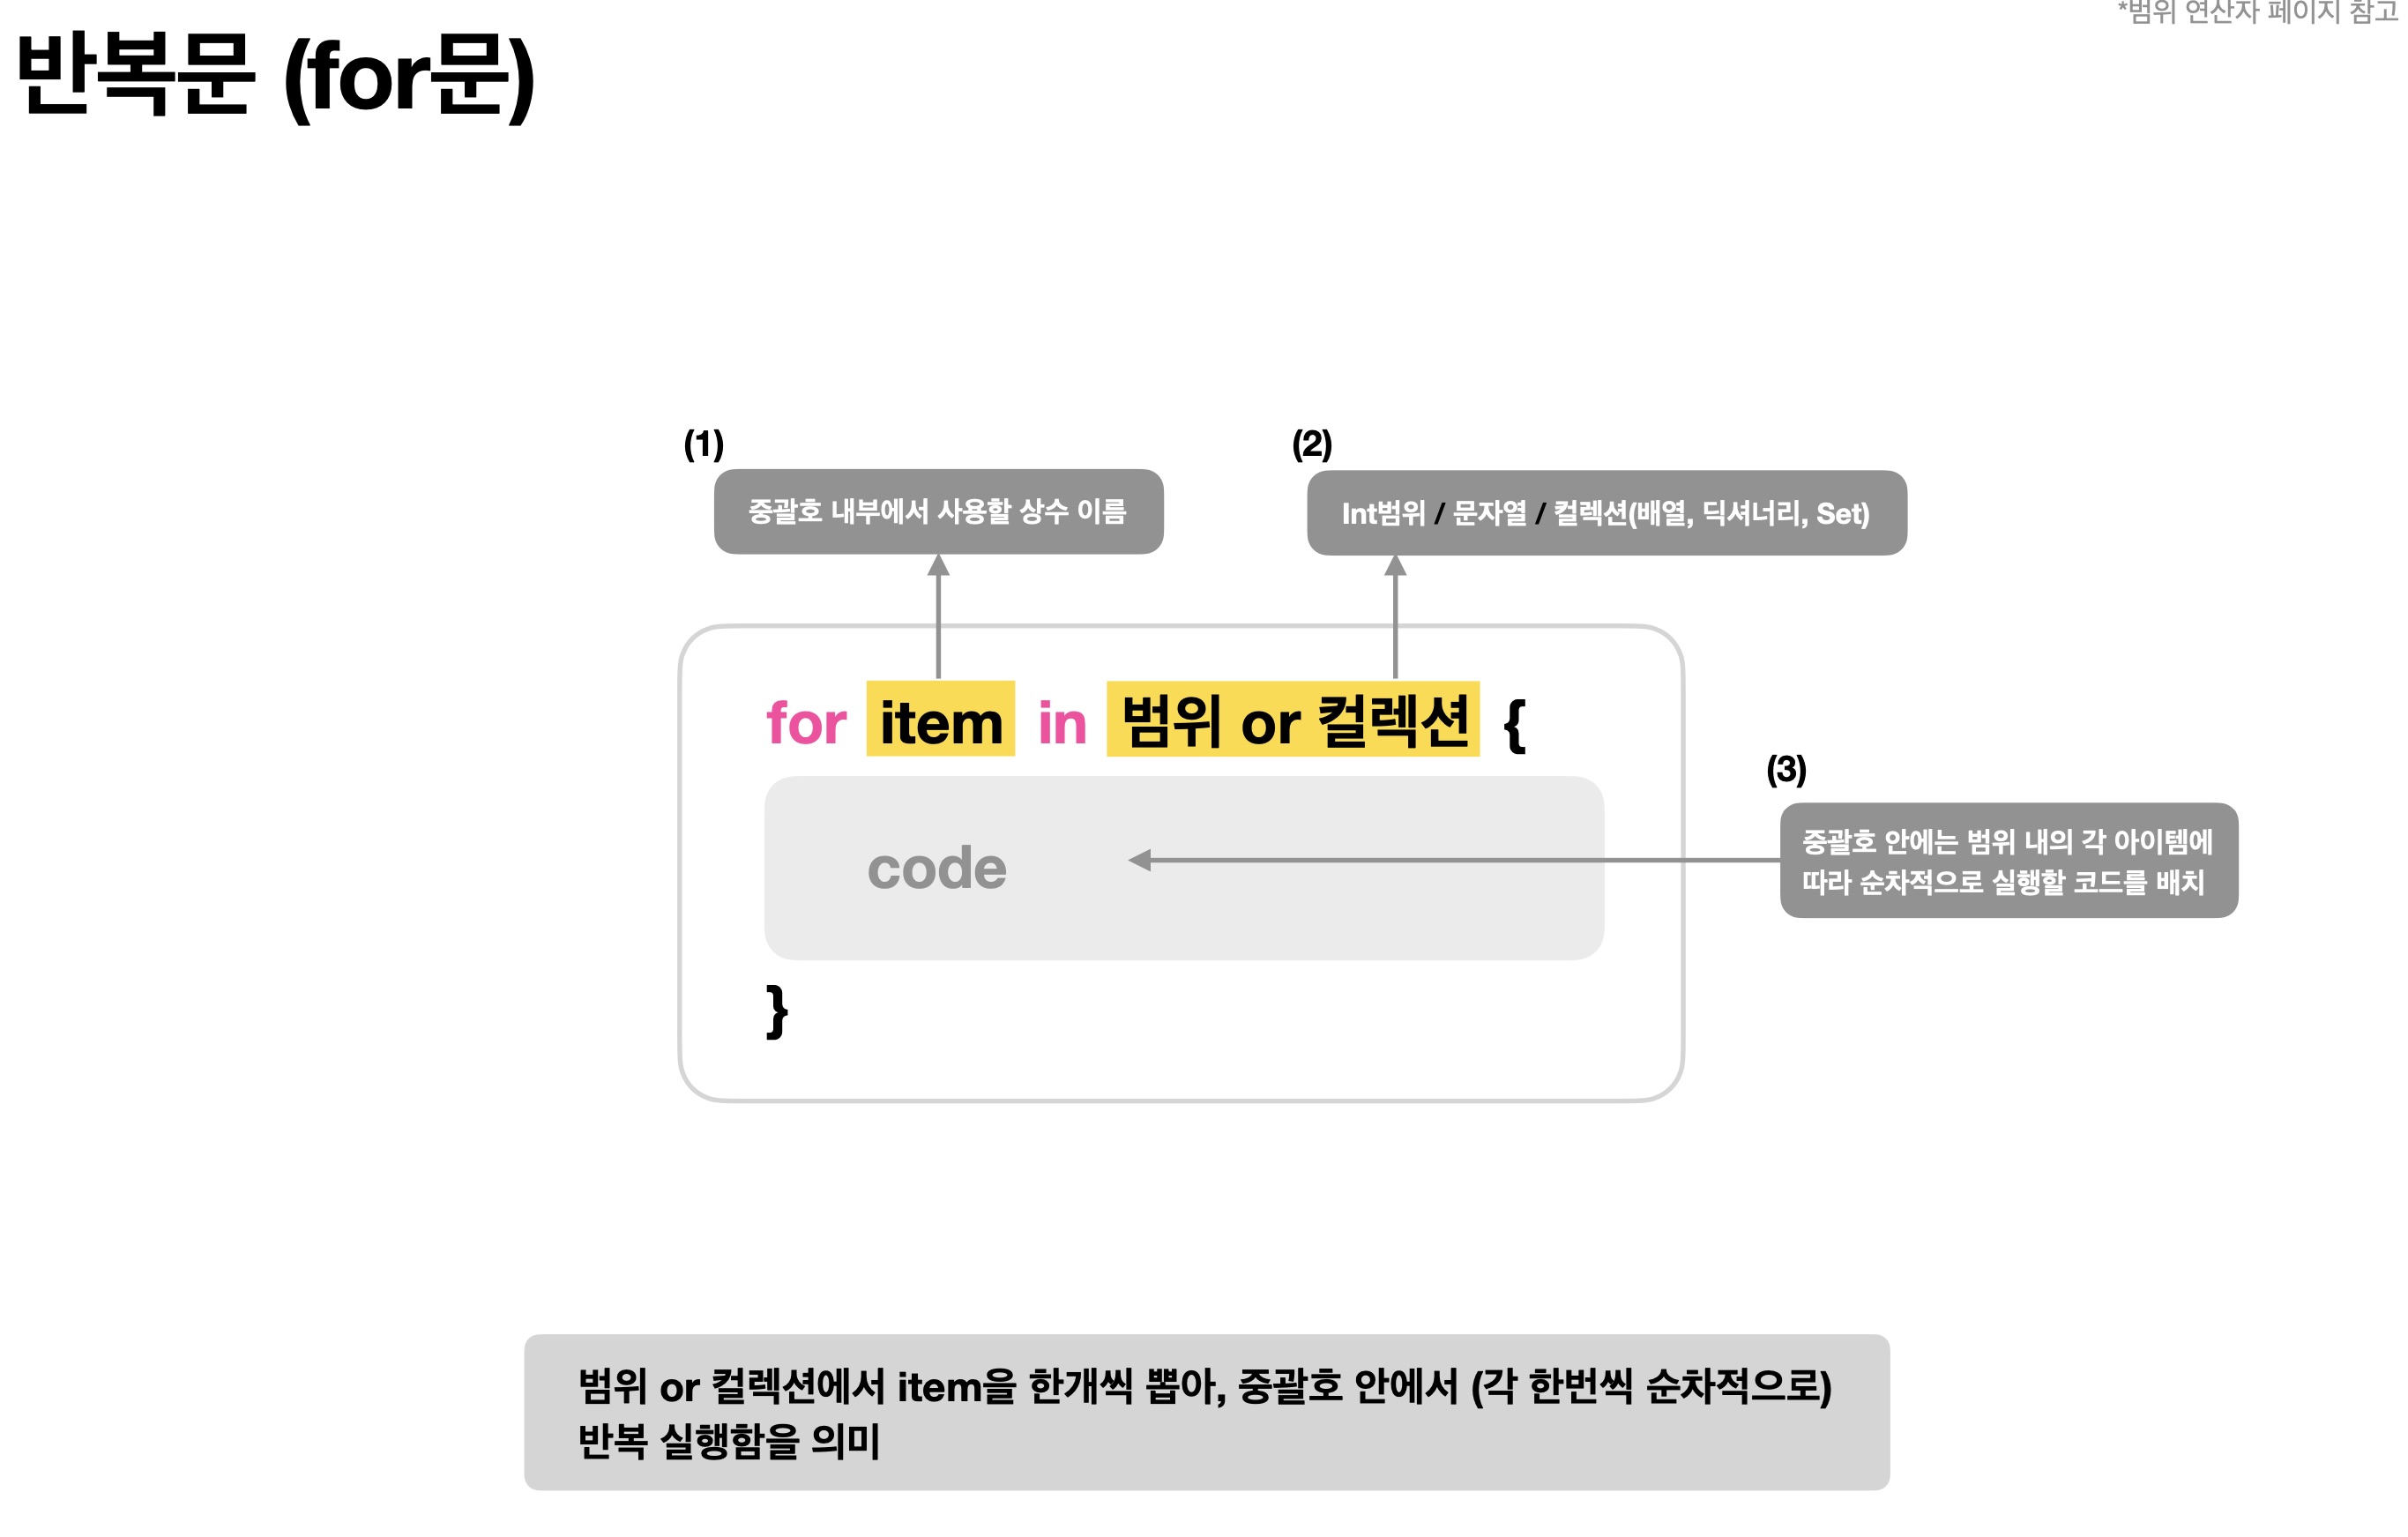 *범위 연산자 페이지 참고
반복문 (for문)
(1)
중괄호 내부에서 사용할 상수 이름
(2)
Int범위 / 문자열 / 컬렉션(배열, 딕셔너리, Set)
for item in 범위 or 컬렉션 {
(3)
중괄호 안에는 범위 내의 각 아이템에
따라 순차적으로 실행할 코드를 배치
code
}
범위 or 콜렉션에서 item을 한개씩 뽑아, 중괄호 안에서 (각 한번씩 순차적으로)
반복 실행함을 의미